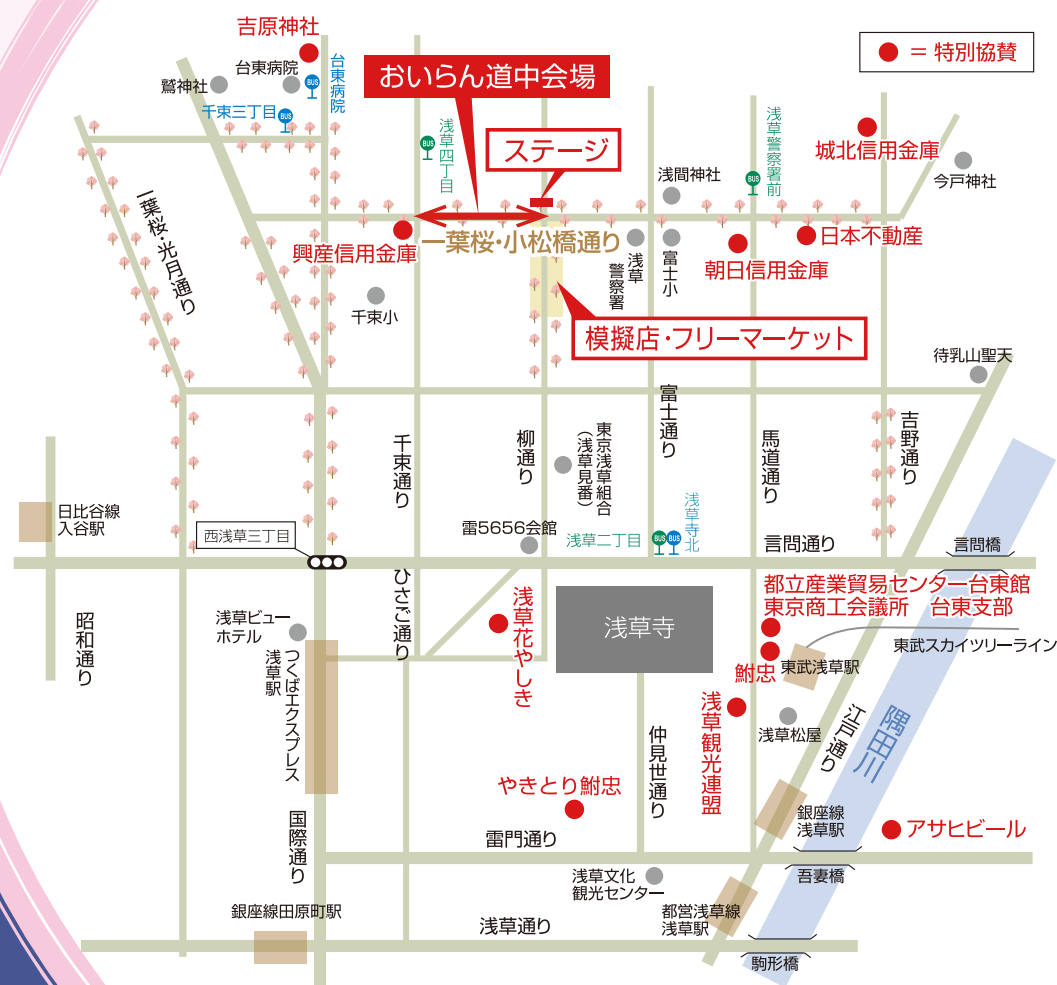 吉原神社
＝特別協賛
台東病院
鷲神社
台東病院
BUS
千束三丁目
BUS
おいらん道中会場
ステージ
浅草四丁目
BUS
浅草警察署前
BUS
城北信用金庫
今戸神社
浅間神社
一葉桜・光月通り
興産信用金庫
一葉桜・小松橋通り
浅草
警察署
富士小
朝日信用金庫
日本不動産
千束小
模擬店・フリーマーケット
待乳山聖天
千束通り
柳通り
東京浅草組合
（浅草見番）
富士通り
馬道通り
吉野通り
日比谷線
入谷駅
西浅草三丁目
雷5656会館
浅草二丁目
BUS
BUS
浅草寺北
言問通り
言問橋
昭和通り
ひさご通り
浅草ビュー
ホテル
つくばエクスプレス
浅草駅
浅草花やしき
浅草寺
都立産業貿易センター台東館
東京商工会議所　台東支部
東武スカイツリーライン
鮒忠
東武浅草駅
浅草観光連盟
浅草松屋
江戸通り
隅田川
仲見世通り
やきとり鮒忠
国際通り
雷門通り
銀座線
浅草駅
アサヒビール
吾妻橋
浅草文化
観光センター
銀座線田原町駅
浅草通り
都営浅草線
浅草駅
駒形橋